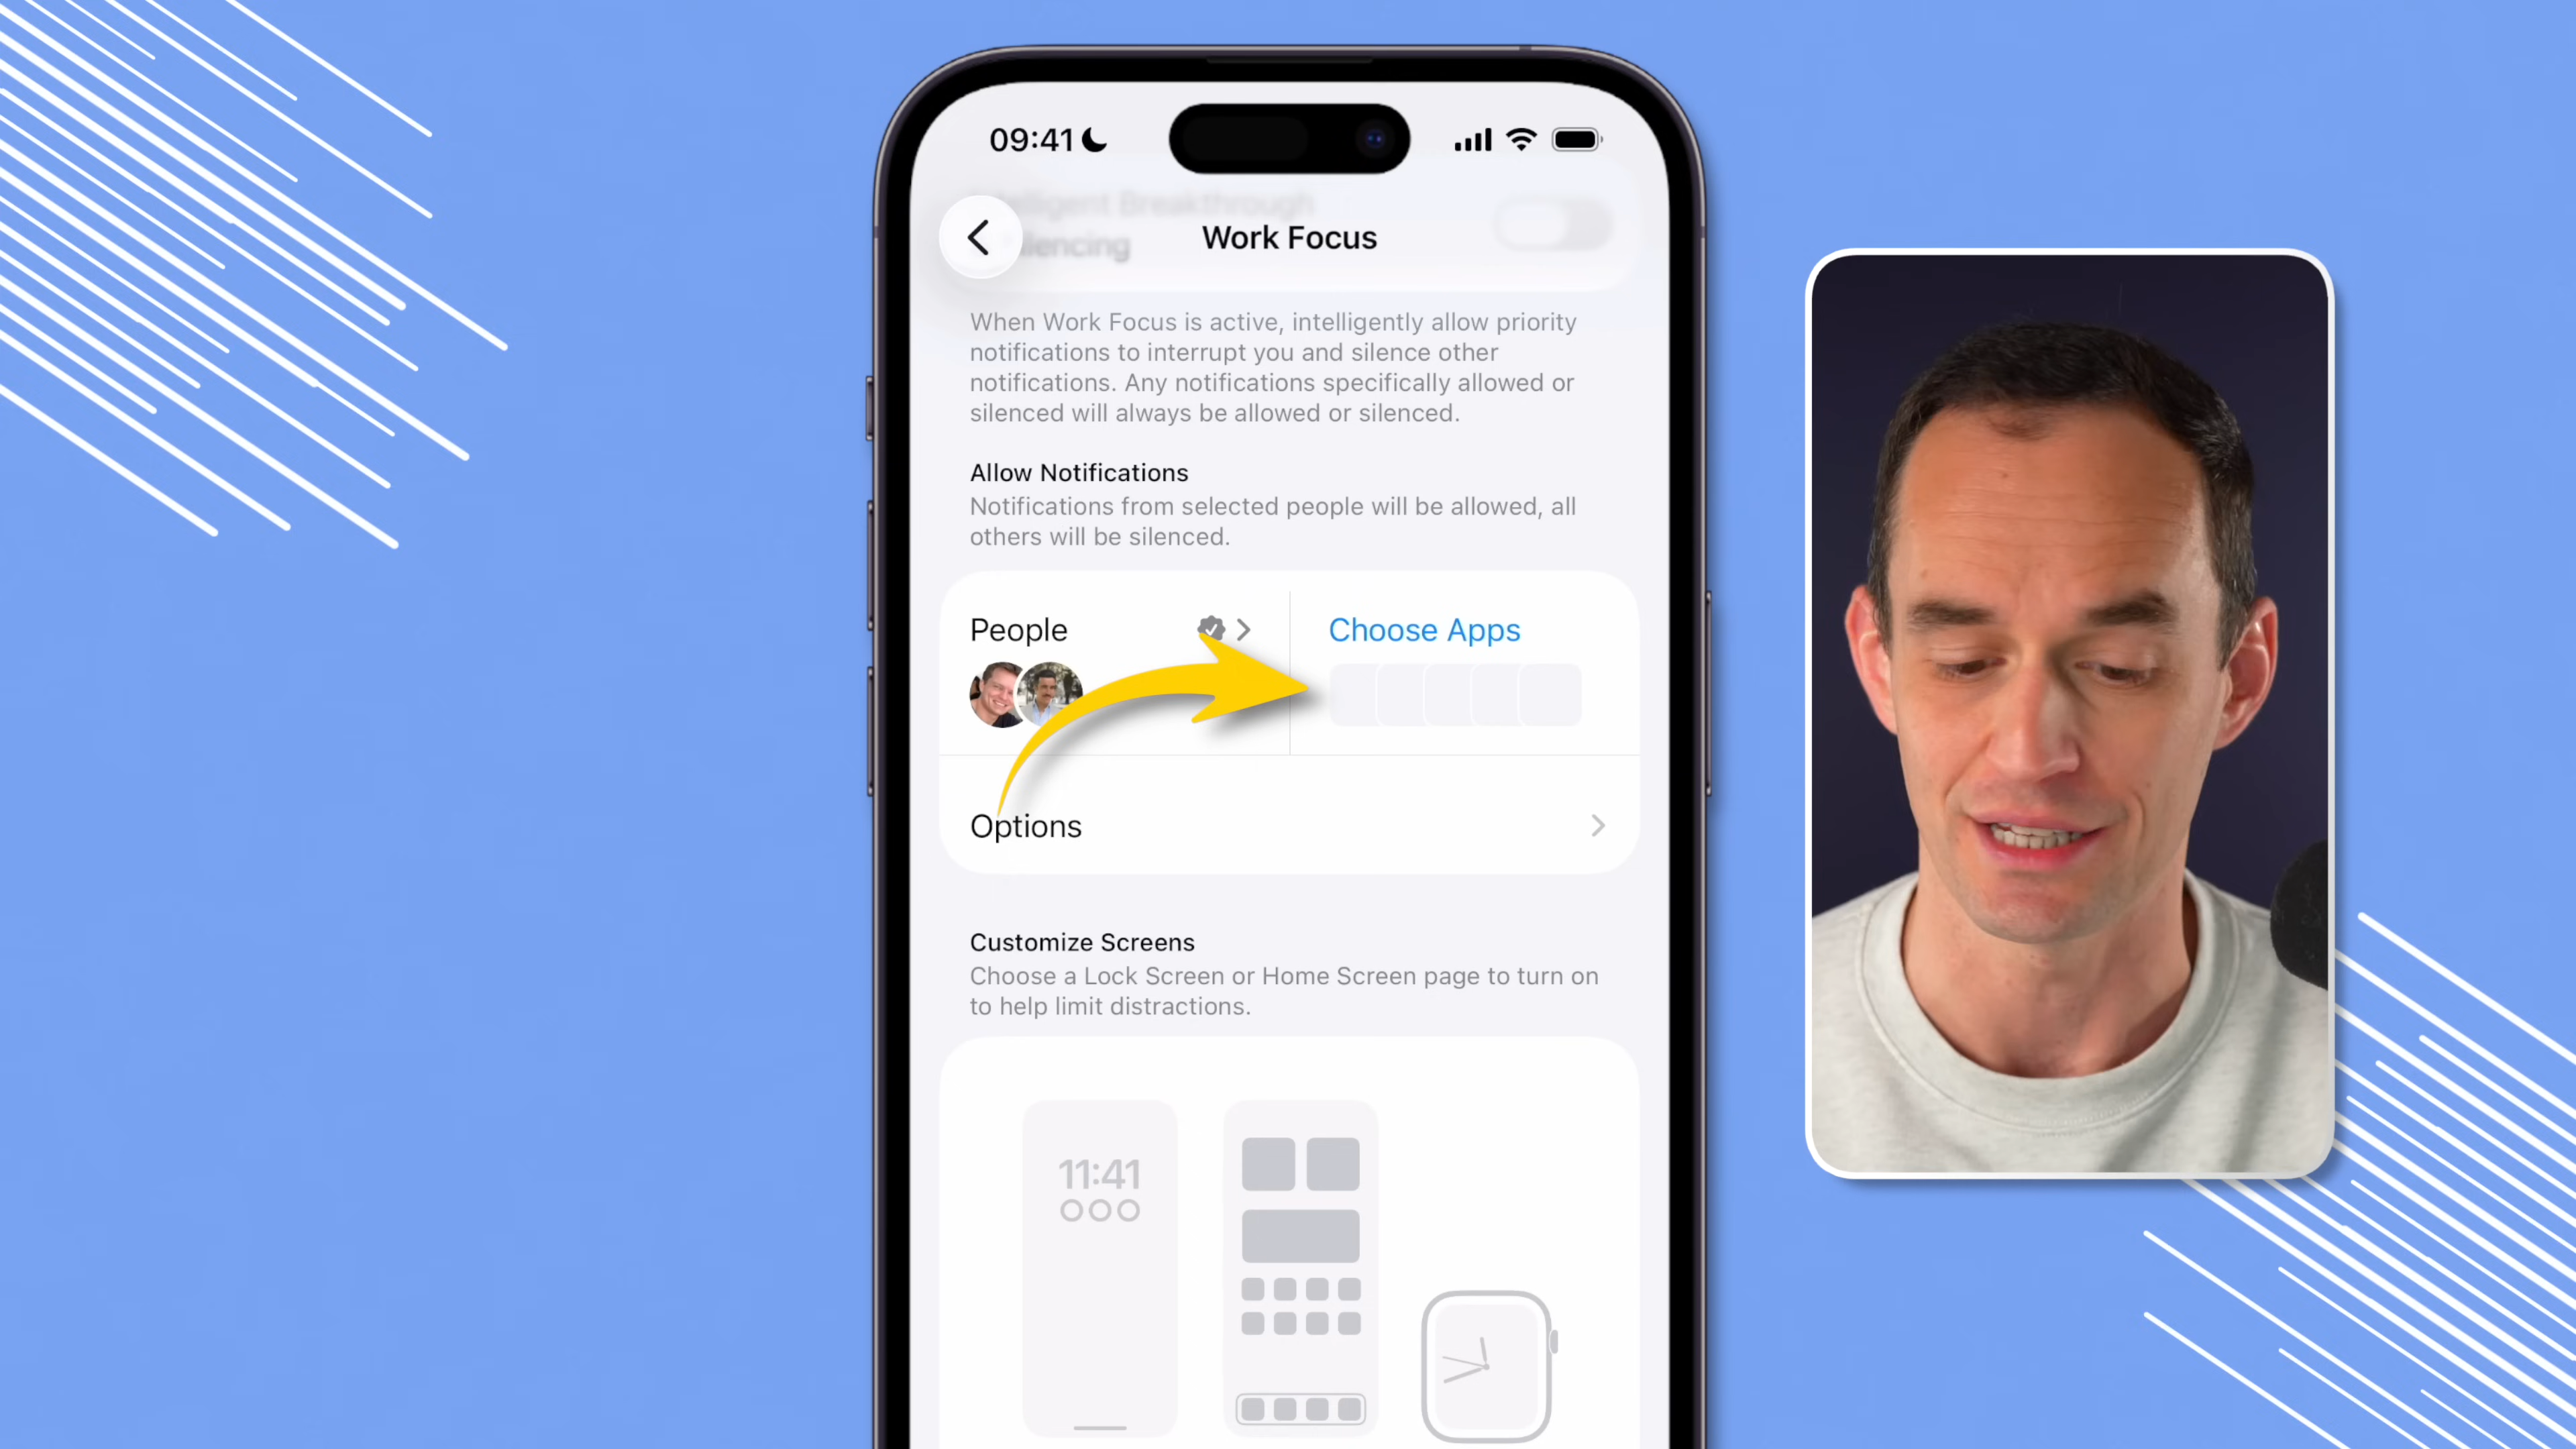 09:41
Work Focus
When Work Focus is active, intelligently allow priority
notifications to interrupt you and silence other
notifications. Any notifications specifically allowed or
silenced will always be allowed or silenced.
Allow Notifications
Notifications from selected people will be allowed, all
others will be silenced.
People
Choose Apps
Options
Customize Screens
Choose a Lock Screen or Home Screen page to turn on
to help limit distractions.
11:41